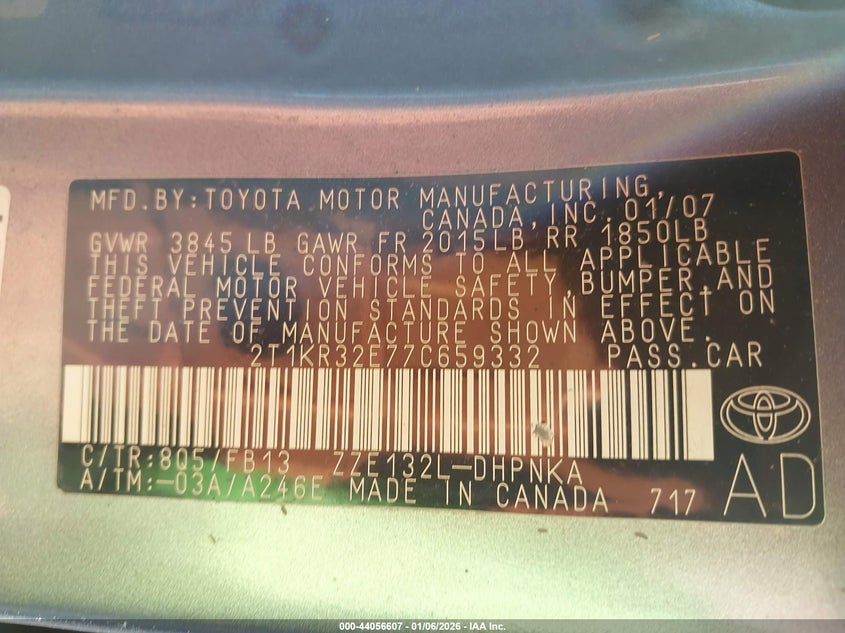 MFD.BY:TOYOTA MOTOR MANUFACTURING,
CANADA,INC. 01/07
GVWR 3845 LB GAWR FR 2015LB RR 1850LB
THIS VEHICLE CONFORMS TO ALL APPLICABLE
FEDERAL MOTOR VEHICLE SAFETY,BUMPER,AND
THEFT PREVENTION STANDARDS IN EFFECT ON
THE DATE OF MANUFACTURE SHOWN ABOVE.
2T1KR32E77C659332 PASS.CAR
C/TR:8Q5/FB13 ZZE132L-DHPNKA
A/TM:-03A/A246E MADE IN CANADA 717
AD
000-44056607 - 01/06/2026 - IAA Inc.